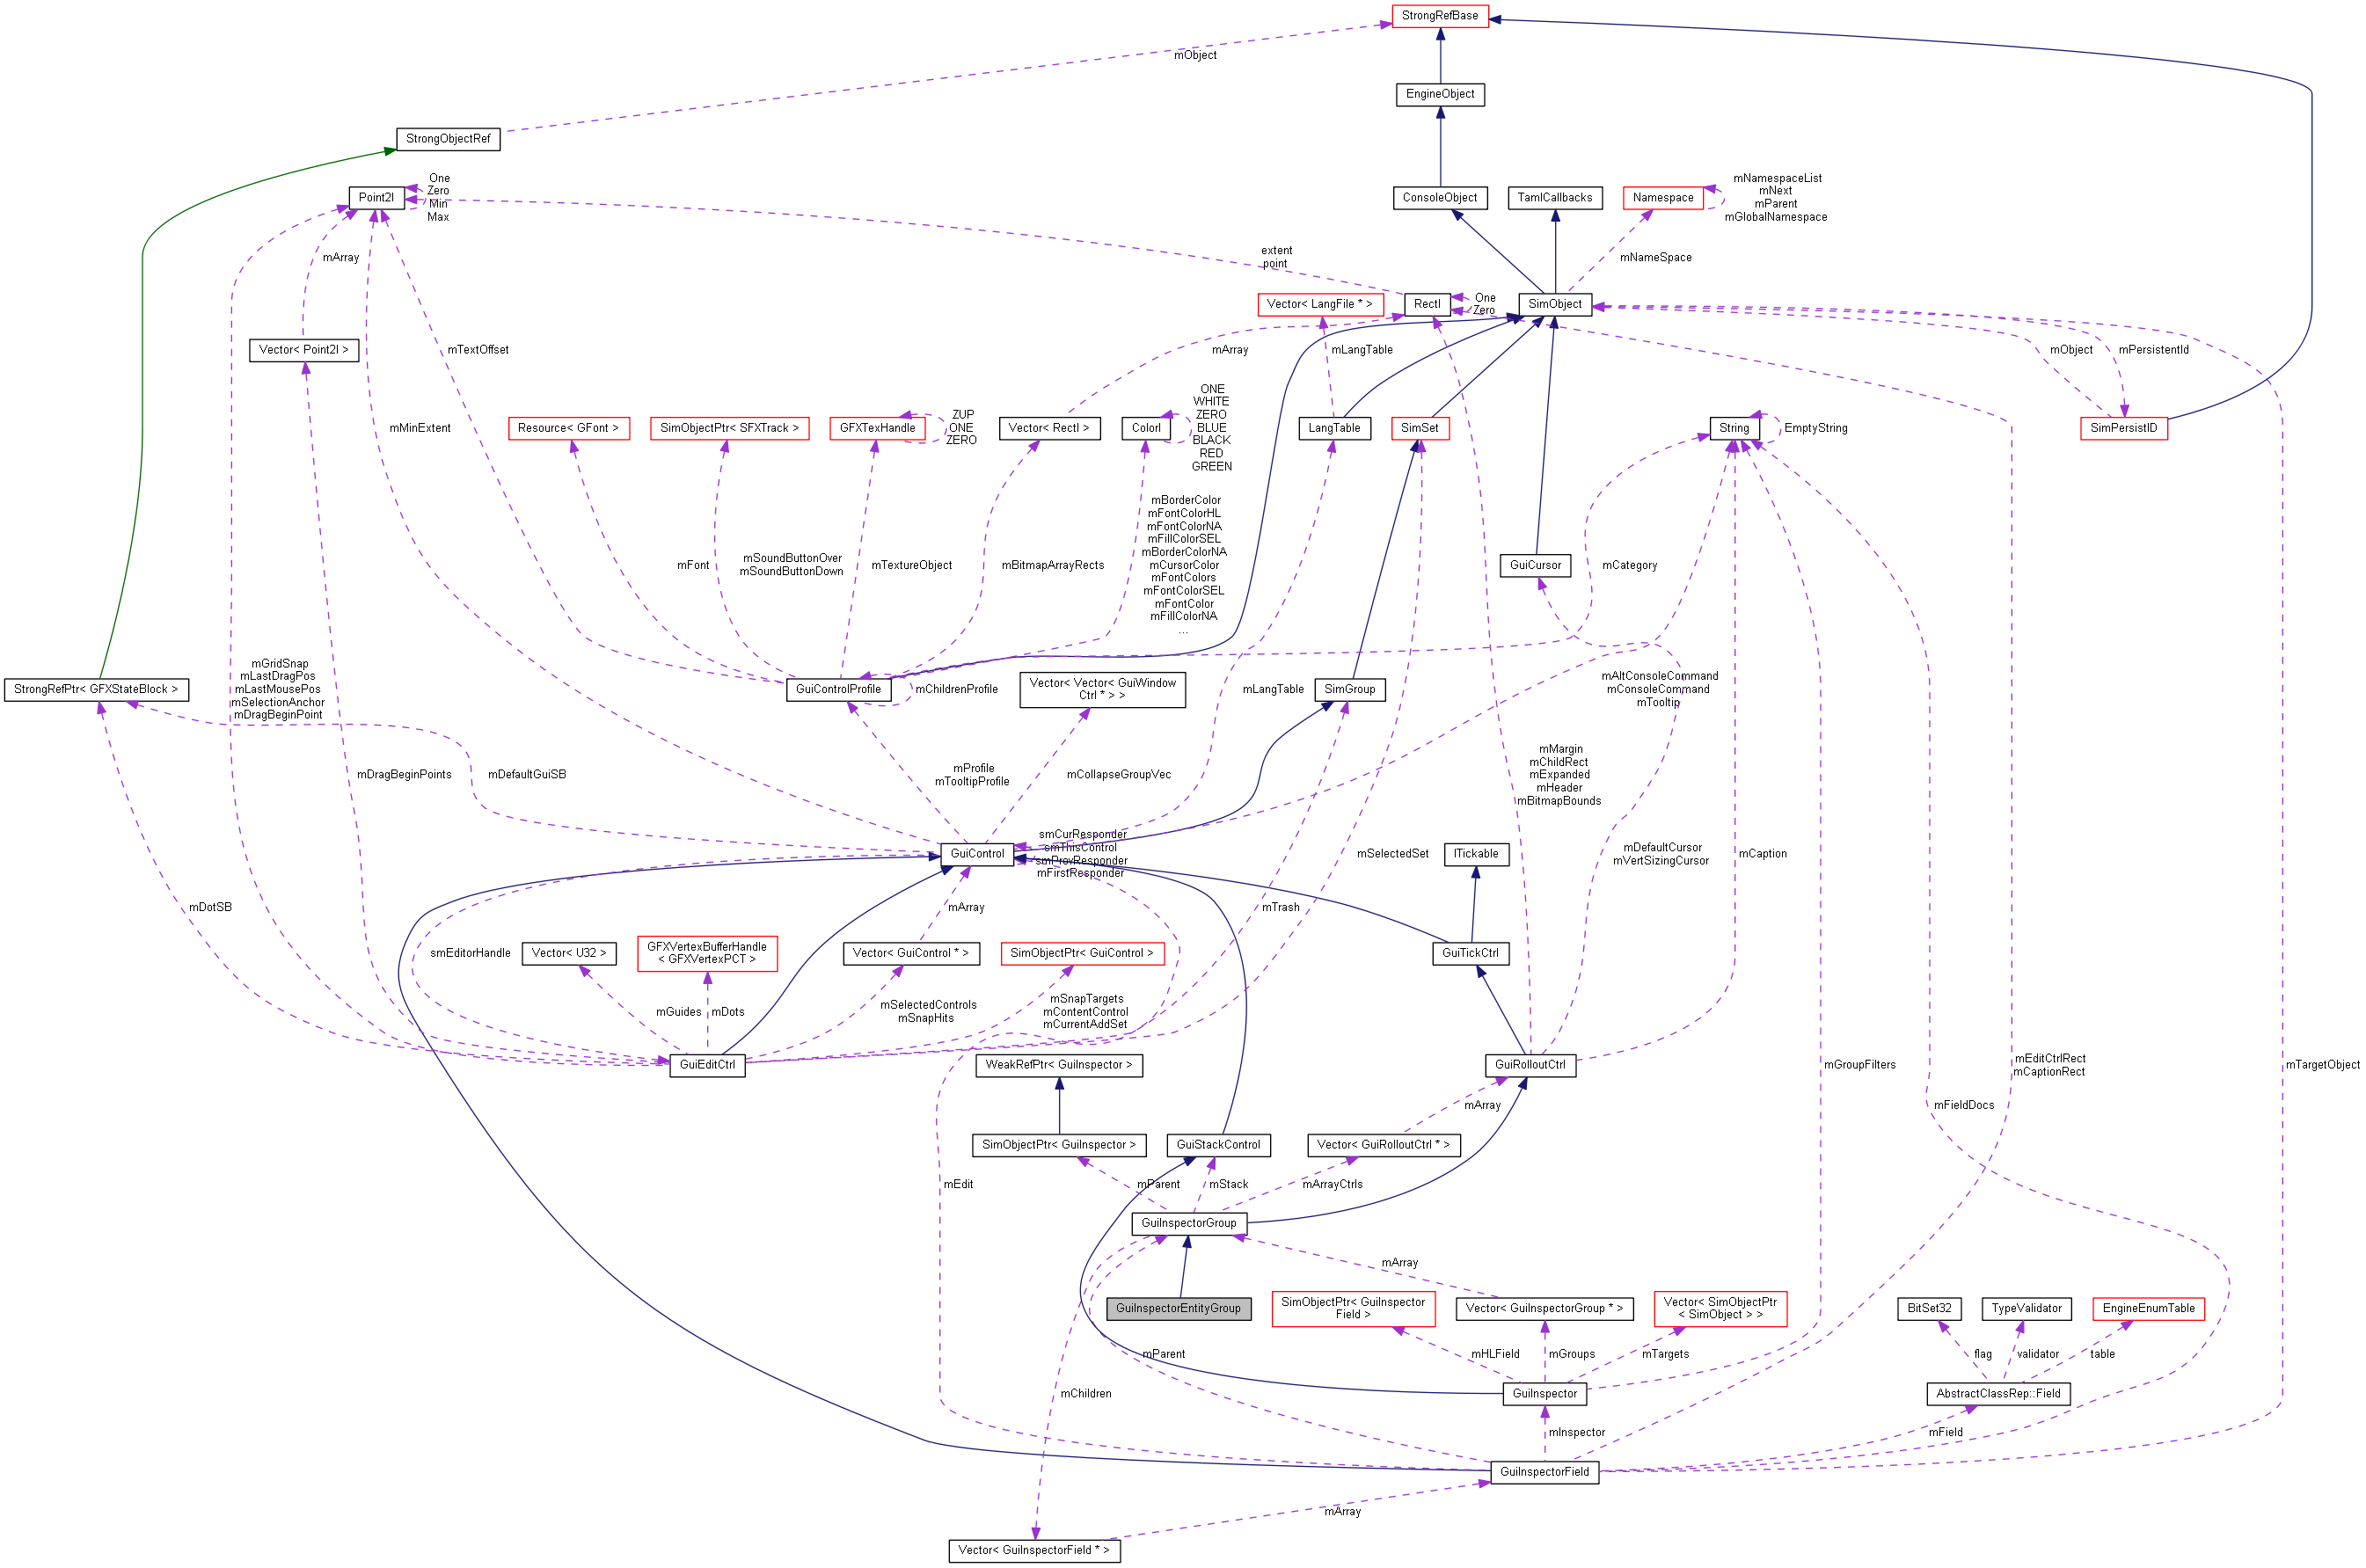 StrongRefBase
mObject
EngineObject
StrongObjectRef
One
Zero
Min
Max
Point2I
ConsoleObject
TamlCallbacks
Namespace
mNamespaceList
mNext
mParent
mGlobalNamespace
mArray
extent
point
mNameSpace
Vector< LangFile * >
RectI
One
Zero
SimObject
Vector< Point2I >
mTextOffset
mArray
mLangTable
mObject
mPersistentId
mMinExtent
Resource< GFont >
SimObjectPtr< SFXTrack >
GFXTexHandle
ZUP
ONE
ZERO
Vector< RectI >
ColorI
ONE
WHITE
ZERO
BLUE
BLACK
RED
GREEN
LangTable
SimSet
String
EmptyString
SimPersistID
mFont
mSoundButtonOver
mSoundButtonDown
mTextureObject
mBitmapArrayRects
mBorderColor
mFontColorHL
mFontColorNA
mFillColorSEL
mBorderColorNA
mCursorColor
mFontColors
mFontColorSEL
mFontColor
mFillColorNA
...
GuiCursor
mCategory
StrongRefPtr< GFXStateBlock >
mGridSnap
mLastDragPos
mLastMousePos
mSelectionAnchor
mDragBeginPoint
GuiControlProfile
mChildrenProfile
Vector< Vector< GuiWindow
Ctrl * > >
mLangTable
SimGroup
mAltConsoleCommand
mConsoleCommand
mTooltip
mDragBeginPoints
mDefaultGuiSB
mProfile
mTooltipProfile
mCollapseGroupVec
mMargin
mChildRect
mExpanded
mHeader
mBitmapBounds
GuiControl
smCurResponder
smThisControl
smPrevResponder
mFirstResponder
mSelectedSet
ITickable
mDefaultCursor
mVertSizingCursor
mCaption
mDotSB
mArray
mTrash
smEditorHandle
Vector< U32 >
GFXVertexBufferHandle
< GFXVertexPCT >
Vector< GuiControl * >
SimObjectPtr< GuiControl >
GuiTickCtrl
mGuides
mDots
mSelectedControls
mSnapHits
mSnapTargets
mContentControl
mCurrentAddSet
GuiEditCtrl
WeakRefPtr< GuiInspector >
GuiRolloutCtrl
mGroupFilters
mEditCtrlRect
mCaptionRect
mTargetObject
mArray
mFieldDocs
SimObjectPtr< GuiInspector >
GuiStackControl
Vector< GuiRolloutCtrl * >
mEdit
mParent
mStack
mArrayCtrls
GuiInspectorGroup
mArray
GuiInspectorEntityGroup
SimObjectPtr< GuiInspector
Field >
Vector< GuiInspectorGroup * >
Vector< SimObjectPtr
< SimObject > >
BitSet32
TypeValidator
EngineEnumTable
mParent
mHLField
mGroups
mTargets
flag
validator
table
mChildren
GuiInspector
AbstractClassRep::Field
mInspector
mField
GuiInspectorField
mArray
Vector< GuiInspectorField * >